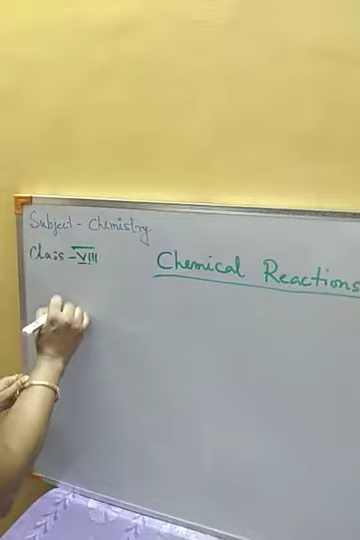 Subject - Chemistry.
Class - VIII
Chemical Reactions